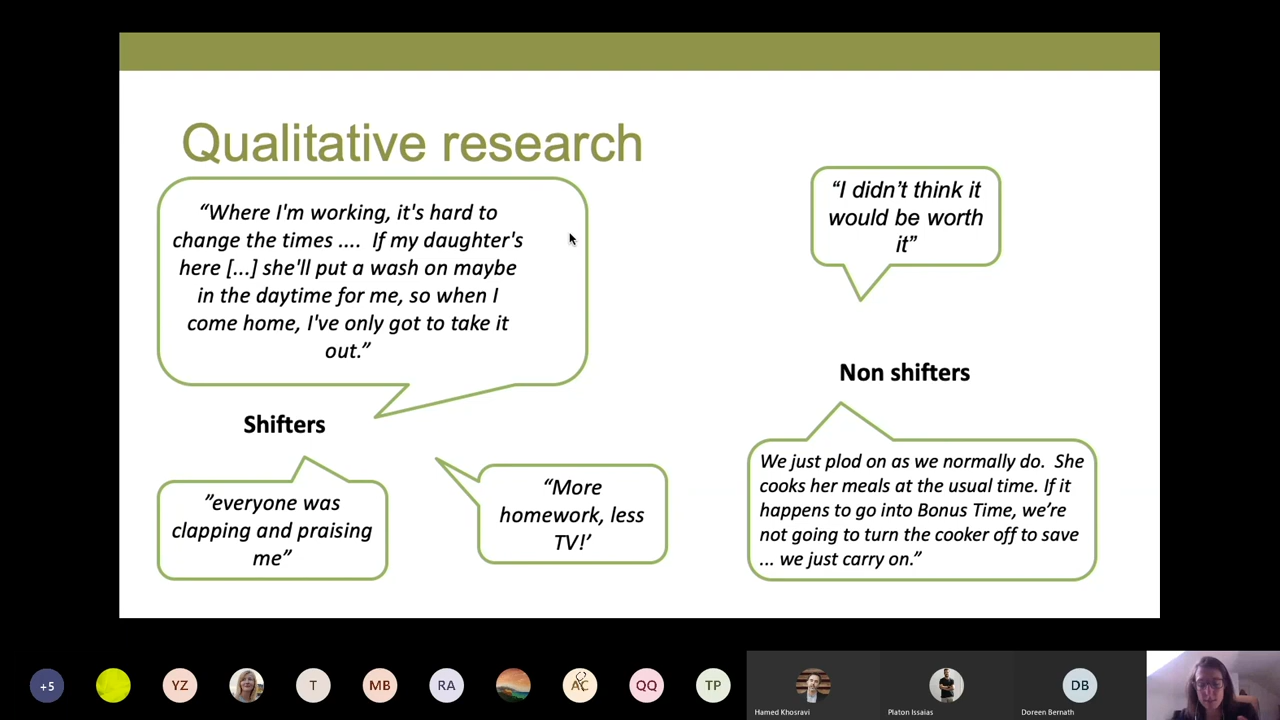 Qualitative research
“Where I'm working, it's hard to
change the times ....  If my daughter's
here [...] she'll put a wash on maybe
in the daytime for me, so when I
come home, I've only got to take it
out.”
Shifters
”everyone was
clapping and praising
me”
“More
homework, less
TV!’
“I didn’t think it
would be worth
it”
Non shifters
We just plod on as we normally do.  She
cooks her meals at the usual time. If it
happens to go into Bonus Time, we’re
not going to turn the cooker off to save
... we just carry on.”
+5
YZ
T
MB
RA
AC
QQ
TP
Hamed Khosravi
Platon Issaias
DB
Doreen Bernath